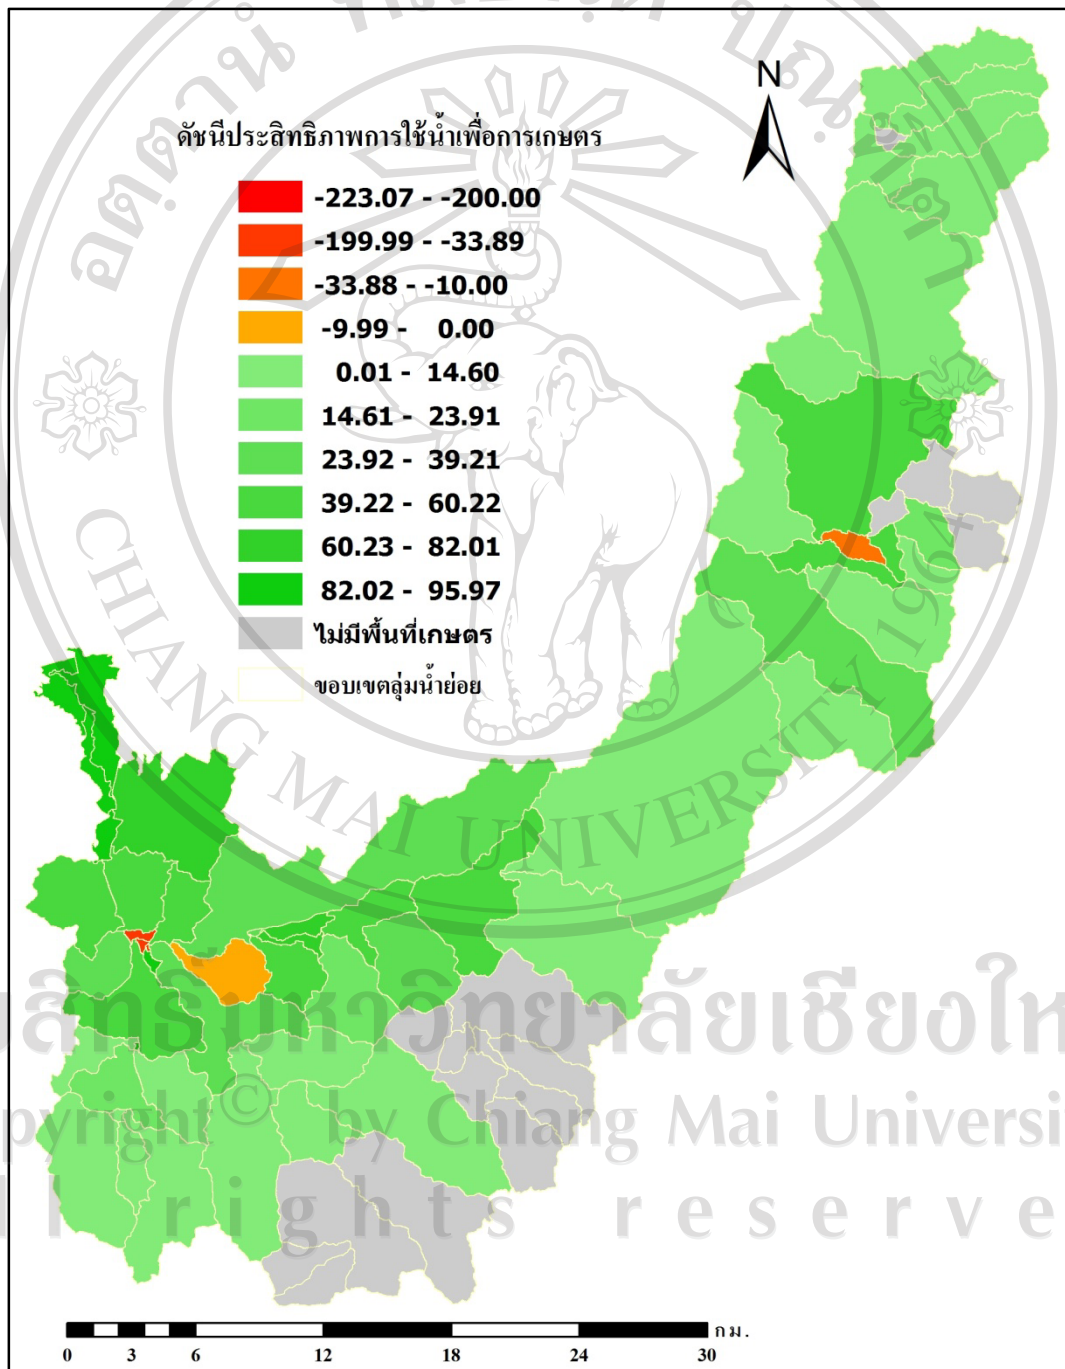 N
ดัชนีประสิทธิภาพการใช้น้ำเพื่อการเกษตร
-223.07 - -200.00
-199.99 - -33.89
-33.88 - -10.00
-9.99 - 0.00
0.01 - 14.60
14.61 - 23.91
23.92 - 39.21
39.22 - 60.22
60.23 - 82.01
82.02 - 95.97
ไม่มีพื้นที่เกษตร
ขอบเขตลุ่มน้ำย่อย
CHIANG MAI UNIVERSITY 1964
สิทธิ์มหาวิทยาลัยเชียงใหม
pyright © by Chiang Mai Universi
l rights reserve
กม.
0 3 6 12 18 24 30